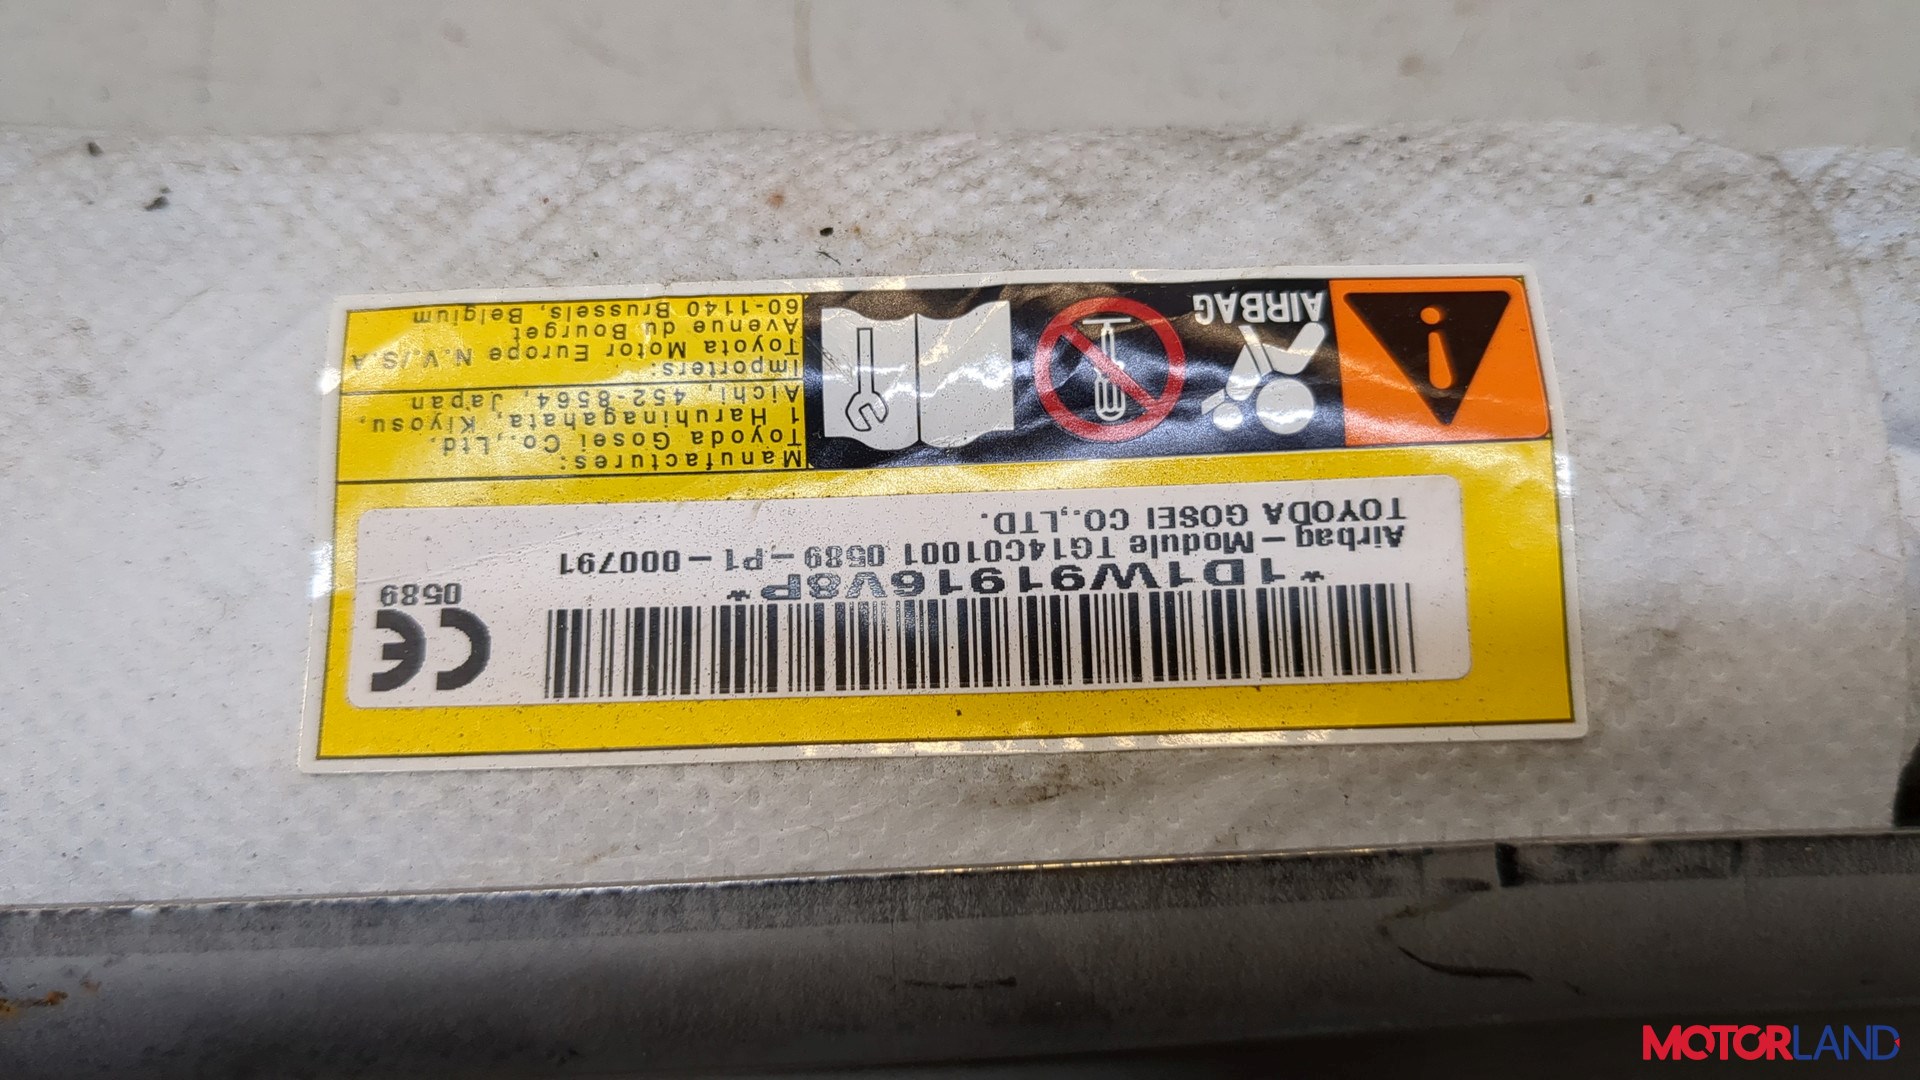 AIRBAG
Manufactures:
Toyoda Gosei Co.,Ltd.
1 Haruhinagahata, Kiyosu,
Aichi, 452-8564, Japan
Importers:
Toyota Motor Europe N.V./S.A
Avenue du Bourget
60-1140 Brussels, Belgium
TOYODA GOSEI CO.,LTD.
Airbag-Module TG14C01001 0589-P1-000791
*1D1W91916V8P*
CE
0589
MOTORLAND